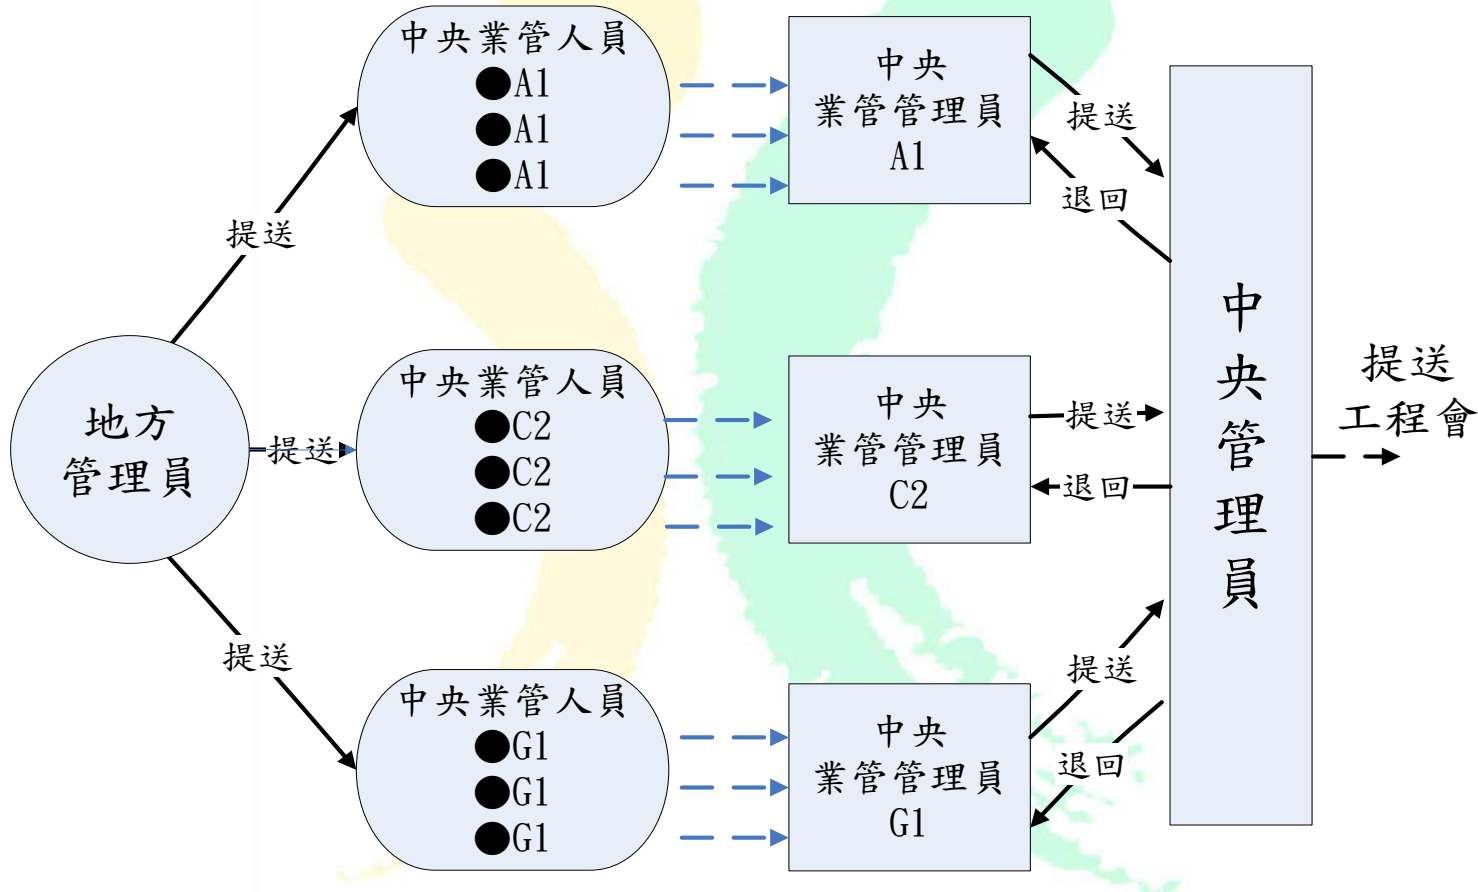 地方
管理員
提送
提送
提送
中央業管人員
●A1
●A1
●A1
中央業管人員
●C2
●C2
●C2
中央業管人員
●G1
●G1
●G1
中央
業管管理員
A1
中央
業管管理員
C2
中央
業管管理員
G1
提送
退回
提送
退回
提送
退回
中央管理員
提送
工程會